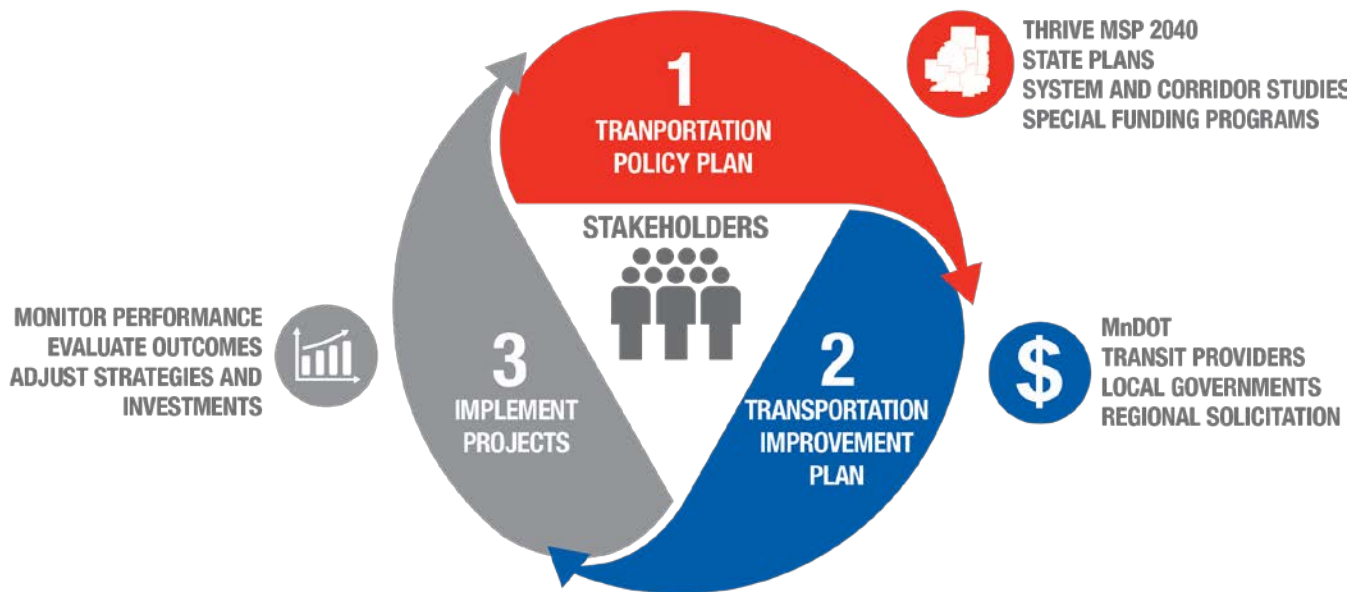 1
TRANPORTATION
POLICY PLAN
THRIVE MSP 2040
STATE PLANS
SYSTEM AND CORRIDOR STUDIES
SPECIAL FUNDING PROGRAMS
STAKEHOLDERS
2
TRANSPORTATION
IMPROVEMENT
PLAN
$
MnDOT
TRANSIT PROVIDERS
LOCAL GOVERNMENTS
REGIONAL SOLICITATION
3
IMPLEMENT
PROJECTS
MONITOR PERFORMANCE
EVALUATE OUTCOMES
ADJUST STRATEGIES AND
INVESTMENTS